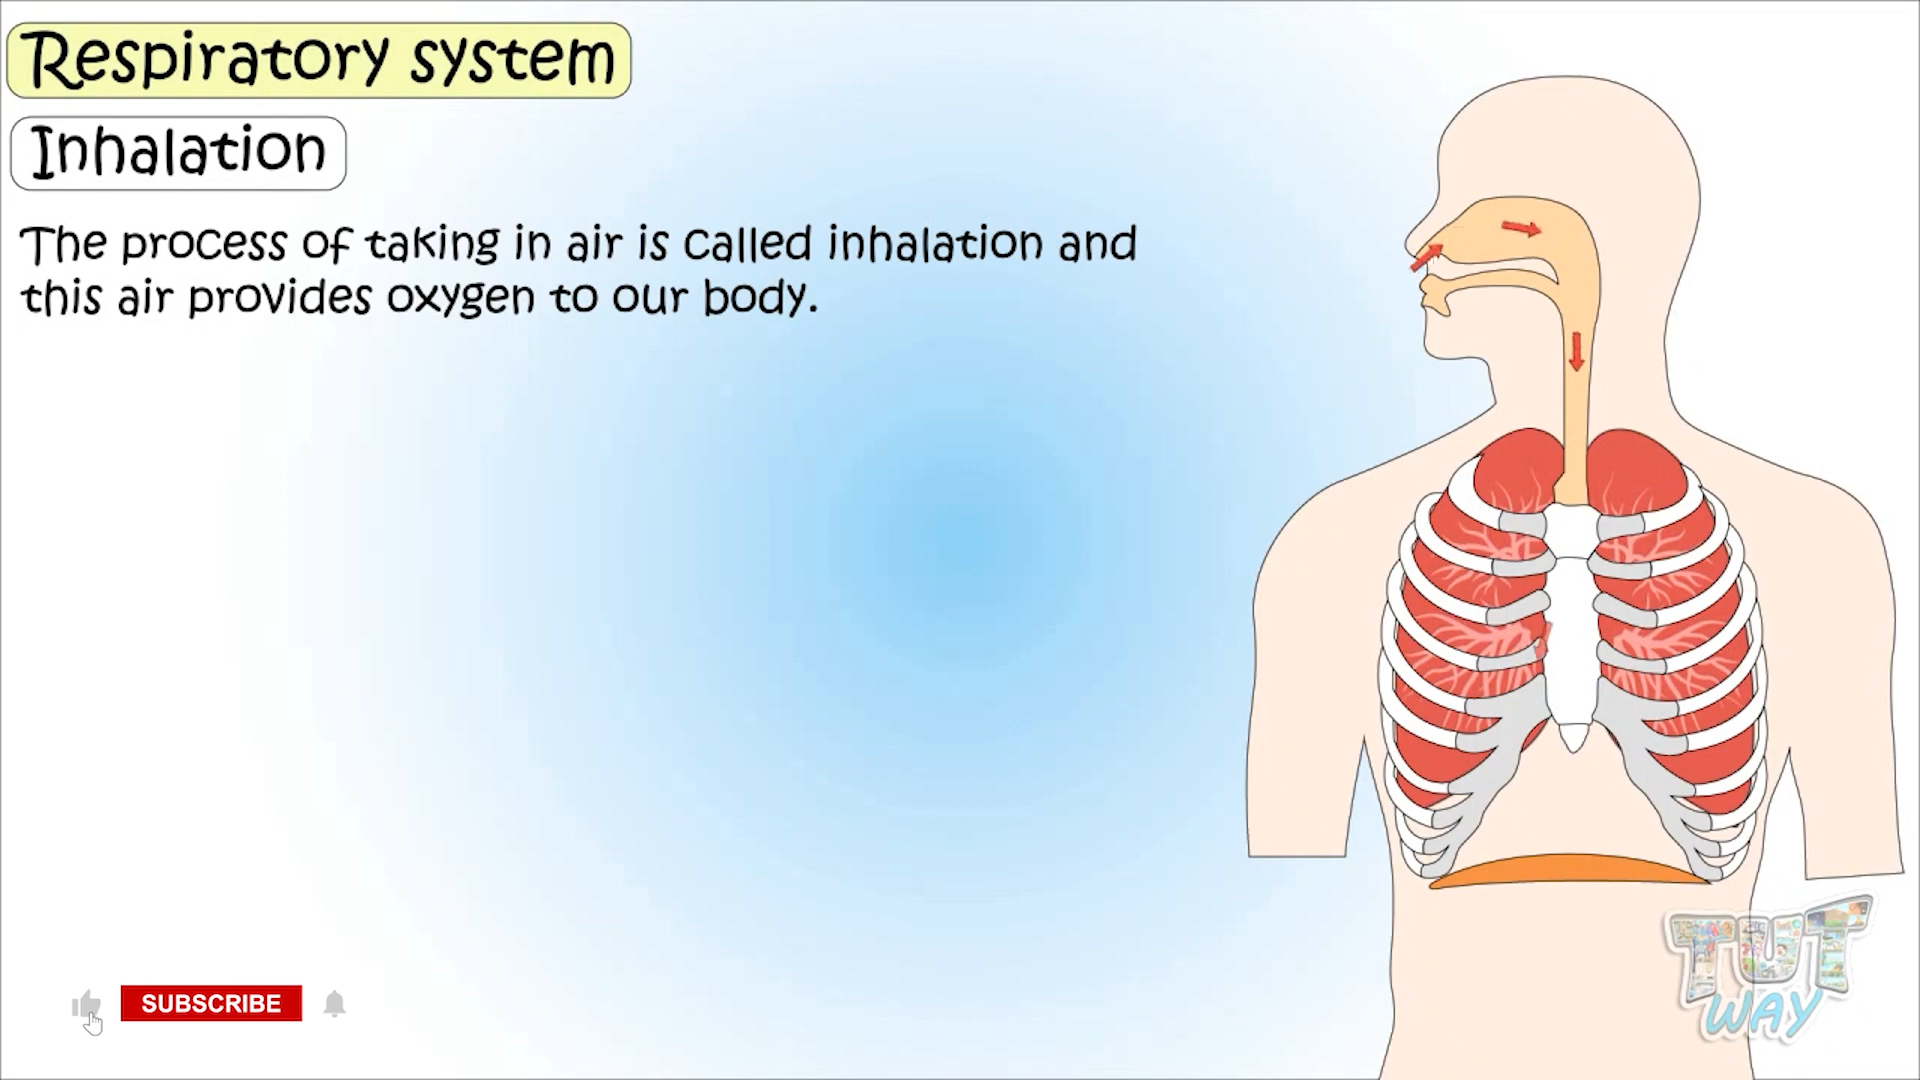 Respiratory system
Inhalation
The process of taking in air is called inhalation and
this air provides oxygen to our body.
SUBSCRIBE
TUT
WAY